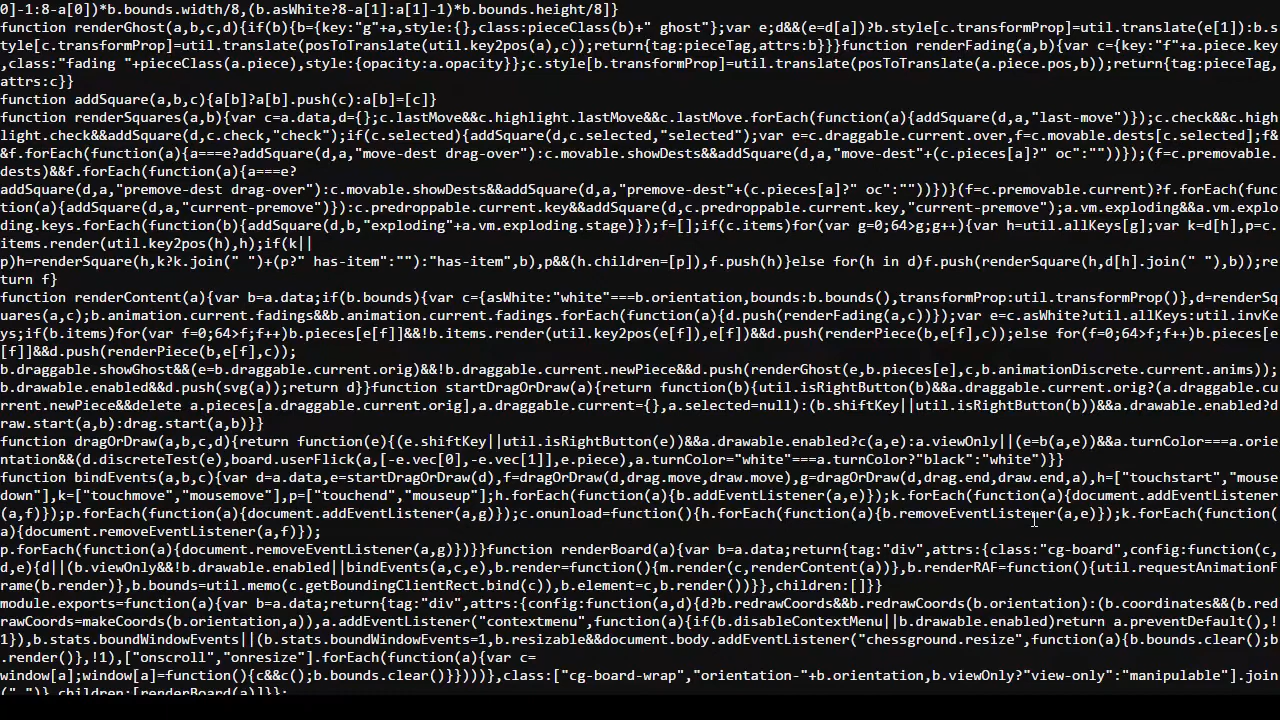 0]-1:8-a[0])*b.bounds.width/8,(b.asWhite?8-a[1]:a[1]-1)*b.bounds.height/8]}
function renderGhost(a,b,c,d){if(b){b={key:"g"+a,style:{},class:pieceClass(b)+" ghost"};var e;d&&(e=d[a])?b.style[c.transformProp]=util.translate(e[1]):b.s
tyle[c.transformProp]=util.translate(posToTranslate(util.key2pos(a),c));return{tag:pieceTag,attrs:b}}}function renderFading(a,b){var c={key:"f"+a.piece.key
,class:"fading "+pieceClass(a.piece),style:{opacity:a.opacity}};c.style[b.transformProp]=util.translate(posToTranslate(a.piece.pos,b));return{tag:pieceTag,
attrs:c}}
function addSquare(a,b,c){a[b]?a[b].push(c):a[b]=[c]}
function renderSquares(a,b){var c=a.data,d={};c.lastMove&&c.highlight.lastMove&&c.lastMove.forEach(function(a){addSquare(d,a,"last-move")});c.check&&c.high
light.check&&addSquare(d,c.check,"check");if(c.selected){addSquare(d,c.selected,"selected");var e=c.draggable.current.over,f=c.movable.dests[c.selected];f&
&f.forEach(function(a){a===e?addSquare(d,a,"move-dest drag-over"):c.movable.showDests&&addSquare(d,a,"move-dest"+(c.pieces[a]?" oc":""))});(f=c.premovable.
dests)&&f.forEach(function(a){a===e?
addSquare(d,a,"premove-dest drag-over"):c.movable.showDests&&addSquare(d,a,"premove-dest"+(c.pieces[a]?" oc":""))})}(f=c.premovable.current)?f.forEach(func
tion(a){addSquare(d,a,"current-premove")}):c.predroppable.current.key&&addSquare(d,c.predroppable.current.key,"current-premove");a.vm.exploding&&a.vm.explo
ding.keys.forEach(function(b){addSquare(d,b,"exploding"+a.vm.exploding.stage)});f=[];if(c.items)for(var g=0;64>g;g++){var h=util.allKeys[g];var k=d[h],p=c.
items.render(util.key2pos(h),h);if(k||
p)h=renderSquare(h,k?k.join(" ")+(p?" has-item":""):"has-item",b),p&&(h.children=[p]),f.push(h)}else for(h in d)f.push(renderSquare(h,d[h].join(" "),b));re
turn f}
function renderContent(a){var b=a.data;if(b.bounds){var c={asWhite:"white"===b.orientation,bounds:b.bounds(),transformProp:util.transformProp()},d=renderSq
uares(a,c);b.animation.current.fadings&&b.animation.current.fadings.forEach(function(a){d.push(renderFading(a,c))});var e=c.asWhite?util.allKeys:util.invKe
ys;if(b.items)for(var f=0;64>f;f++)b.pieces[e[f]]&&!b.items.render(util.key2pos(e[f]),e[f])&&d.push(renderPiece(b,e[f],c));else for(f=0;64>f;f++)b.pieces[e
[f]]&&d.push(renderPiece(b,e[f],c));
b.draggable.showGhost&&(e=b.draggable.current.orig)&&!b.draggable.current.newPiece&&d.push(renderGhost(e,b.pieces[e],c,b.animationDiscrete.current.anims));
b.drawable.enabled&&d.push(svg(a));return d}}function startDragOrDraw(a){return function(b){util.isRightButton(b)&&a.draggable.current.orig?(a.draggable.cu
rrent.newPiece&&delete a.pieces[a.draggable.current.orig],a.draggable.current={},a.selected=null):(b.shiftKey||util.isRightButton(b))&&a.drawable.enabled?d
raw.start(a,b):drag.start(a,b)}}
function dragOrDraw(a,b,c,d){return function(e){(e.shiftKey||util.isRightButton(e))&&a.drawable.enabled?c(a,e):a.viewOnly||(e=b(a,e))&&a.turnColor===a.orie
ntation&&(d.discreteTest(e),board.userFlick(a,[-e.vec[0],-e.vec[1]],e.piece),a.turnColor="white"===a.turnColor?"black":"white")}}
function bindEvents(a,b,c){var d=a.data,e=startDragOrDraw(d),f=dragOrDraw(d,drag.move,draw.move),g=dragOrDraw(d,drag.end,draw.end,a),h=["touchstart","mouse
down"],k=["touchmove","mousemove"],p=["touchend","mouseup"];h.forEach(function(a){b.addEventListener(a,e)});k.forEach(function(a){document.addEventListener
(a,f)});p.forEach(function(a){document.addEventListener(a,g)});c.onunload=function(){h.forEach(function(a){b.removeEventListener(a,e)});k.forEach(function(
a){document.removeEventListener(a,f)});
p.forEach(function(a){document.removeEventListener(a,g)})}}function renderBoard(a){var b=a.data;return{tag:"div",attrs:{class:"cg-board",config:function(c,
d,e){d||(b.viewOnly&&!b.drawable.enabled||bindEvents(a,c,e),b.render=function(){m.render(c,renderContent(a))},b.renderRAF=function(){util.requestAnimationF
rame(b.render)},b.bounds=util.memo(c.getBoundingClientRect.bind(c)),b.element=c,b.render())}},children:[]}}
module.exports=function(a){var b=a.data;return{tag:"div",attrs:{config:function(a,d){d?b.redrawCoords&&b.redrawCoords(b.orientation):(b.coordinates&&(b.red
rawCoords=makeCoords(b.orientation,a)),a.addEventListener("contextmenu",function(a){if(b.disableContextMenu||b.drawable.enabled)return a.preventDefault(),!
1}),b.stats.boundWindowEvents||(b.stats.boundWindowEvents=1,b.resizable&&document.body.addEventListener("chessground.resize",function(a){b.bounds.clear();b
.render()},!1),["onscroll","onresize"].forEach(function(a){var c=
window[a];window[a]=function(){c&&c();b.bounds.clear()}})))},class:["cg-board-wrap","orientation-"+b.orientation,b.viewOnly?"view-only":"manipulable"].join
(" ")},children:[renderBoard(a)]}};